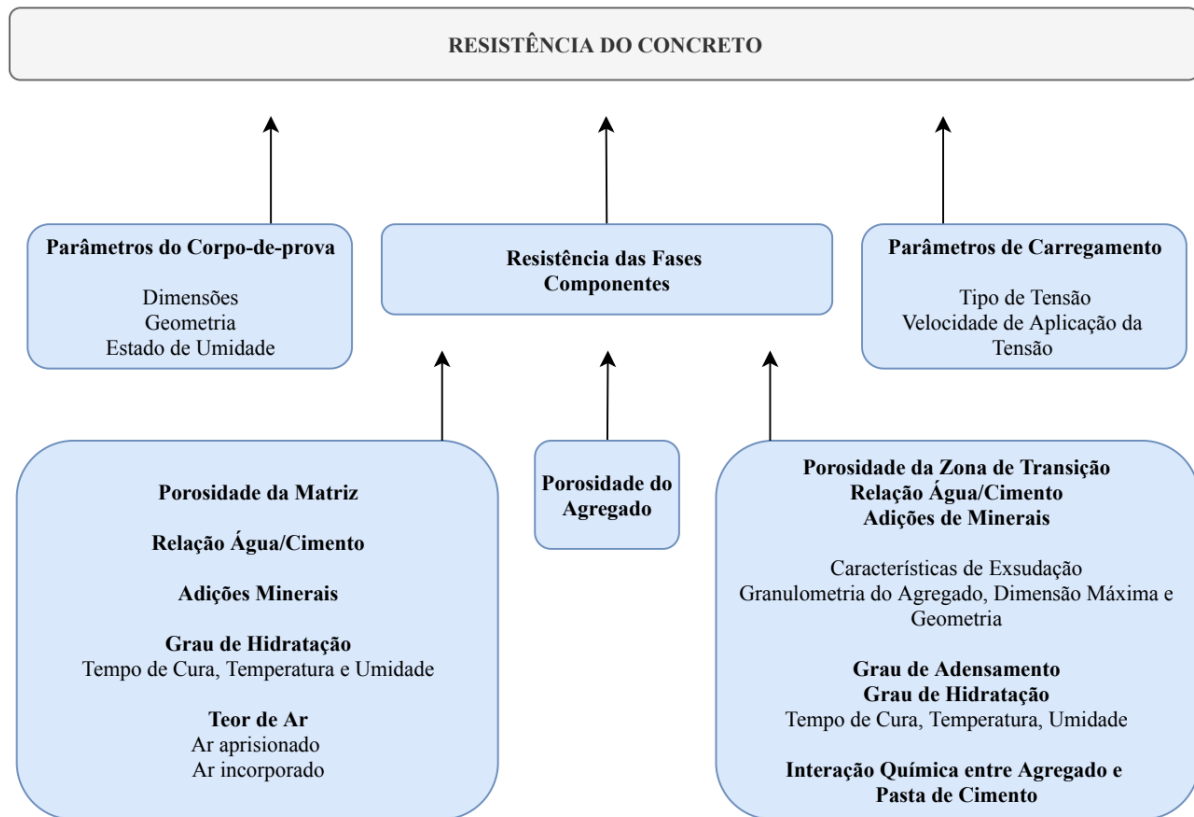 RESISTÊNCIA DO CONCRETO
Parâmetros do Corpo-de-prova
Dimensões
Geometria
Estado de Umidade
Resistência das Fases
Componentes
Parâmetros de Carregamento
Tipo de Tensão
Velocidade de Aplicação da
Tensão
Porosidade da Matriz
Relação Água/Cimento
Adições Minerais
Grau de Hidratação
Tempo de Cura, Temperatura e Umidade
Teor de Ar
Ar aprisionado
Ar incorporado
Porosidade do
Agregado
Porosidade da Zona de Transição
Relação Água/Cimento
Adições de Minerais
Características de Exsudação
Granulometria do Agregado, Dimensão Máxima e
Geometria
Grau de Adensamento
Grau de Hidratação
Tempo de Cura, Temperatura, Umidade
Interação Química entre Agregado e
Pasta de Cimento